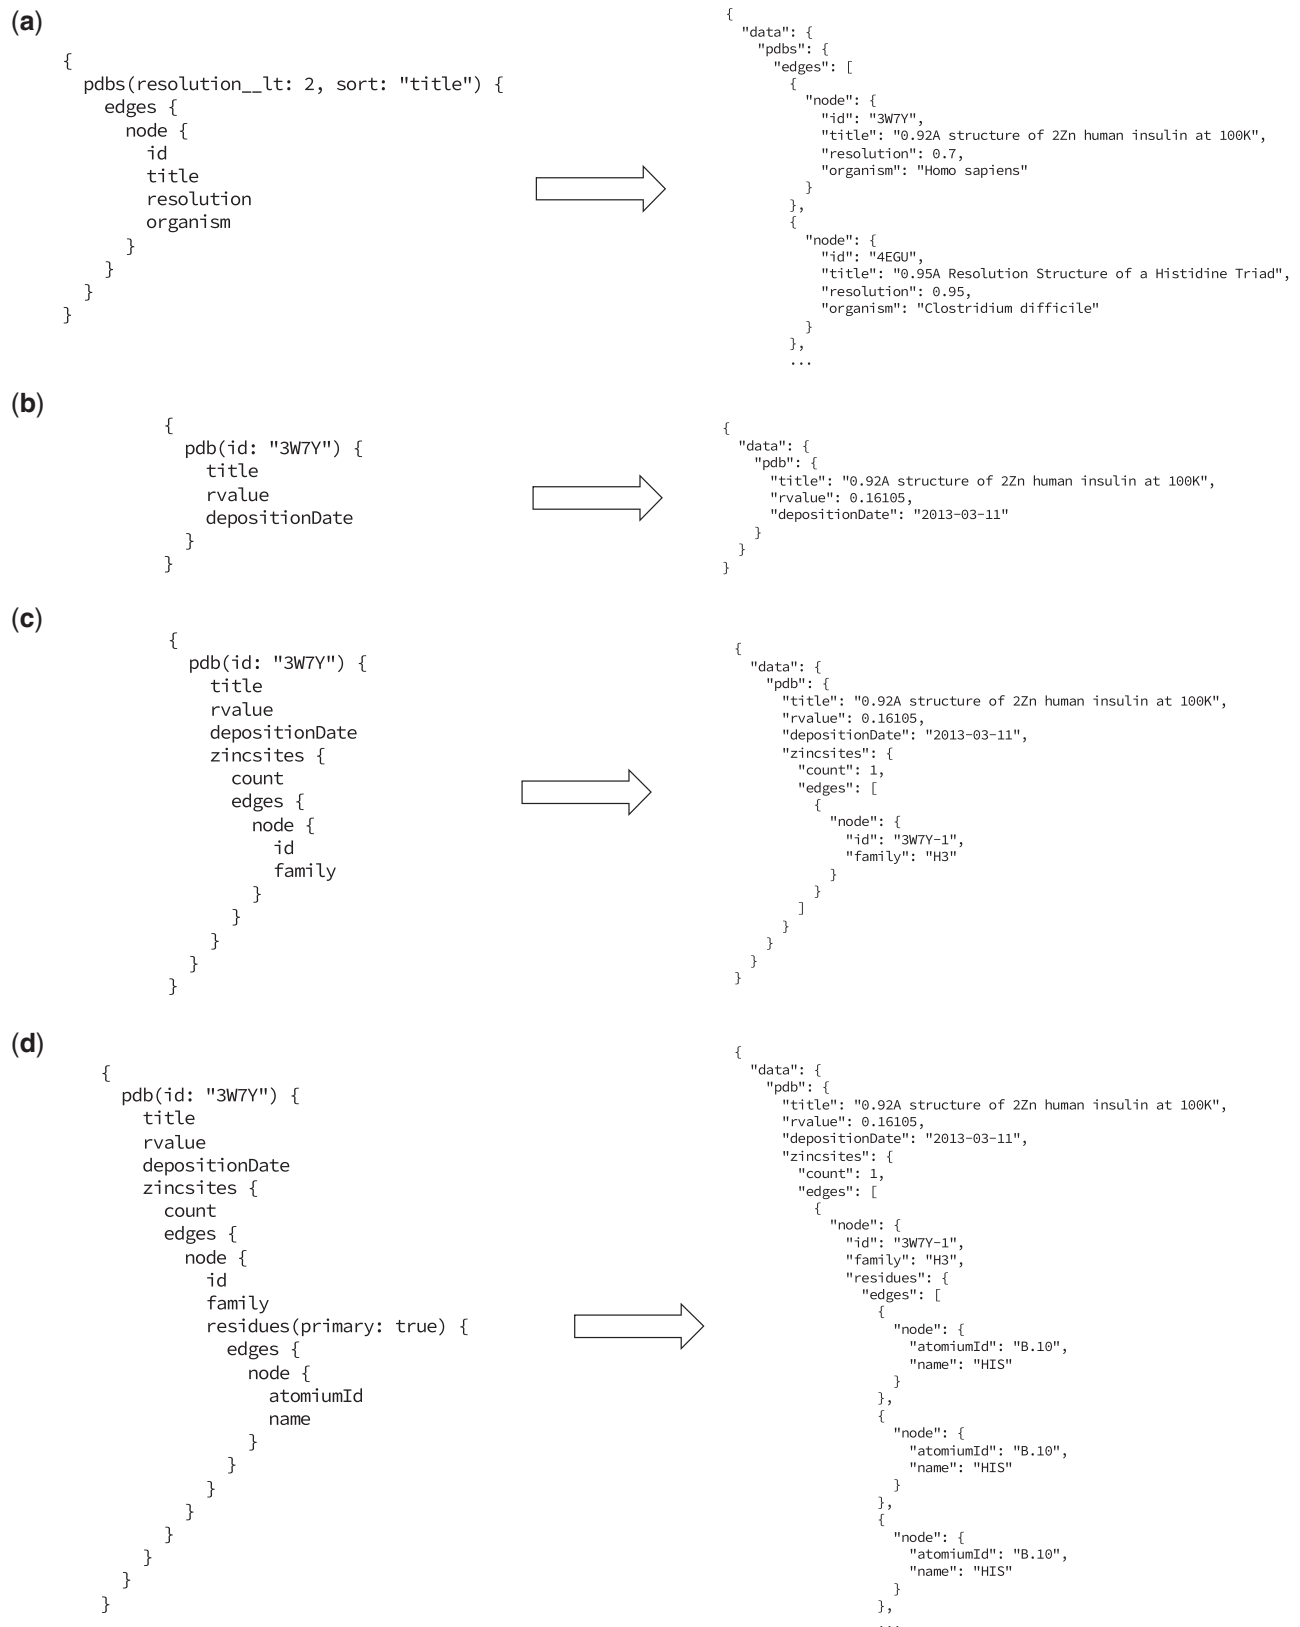 (a)
{
  pdbs(resolution__lt: 2, sort: "title") {
    edges {
      node {
        id
        title
        resolution
        organism
      }
    }
  }
}
{
  "data": {
    "pdbs": {
      "edges": [
        {
          "node": {
            "id": "3W7Y",
            "title": "0.92A structure of 2Zn human insulin at 100K",
            "resolution": 0.7,
            "organism": "Homo sapiens"
          }
        },
        {
          "node": {
            "id": "4EGU",
            "title": "0.95A Resolution Structure of a Histidine Triad",
            "resolution": 0.95,
            "organism": "Clostridium difficile"
          }
        },
        ...
(b)
{
  pdb(id: "3W7Y") {
    title
    rvalue
    depositionDate
  }
}
{
  "data": {
    "pdb": {
      "title": "0.92A structure of 2Zn human insulin at 100K",
      "rvalue": 0.16105,
      "depositionDate": "2013-03-11"
    }
  }
}
(c)
{
  pdb(id: "3W7Y") {
    title
    rvalue
    depositionDate
    zincsites {
      count
      edges {
        node {
          id
          family
        }
      }
    }
  }
}
{
  "data": {
    "pdb": {
      "title": "0.92A structure of 2Zn human insulin at 100K",
      "rvalue": 0.16105,
      "depositionDate": "2013-03-11",
      "zincsites": {
        "count": 1,
        "edges": [
          {
            "node": {
              "id": "3W7Y-1",
              "family": "H3"
            }
          }
        ]
      }
    }
  }
}
(d)
{
  pdb(id: "3W7Y") {
    title
    rvalue
    depositionDate
    zincsites {
      count
      edges {
        node {
          id
          family
          residues(primary: true) {
            edges {
              node {
                atomiumId
                name
              }
            }
          }
        }
      }
    }
  }
}
{
  "data": {
    "pdb": {
      "title": "0.92A structure of 2Zn human insulin at 100K",
      "rvalue": 0.16105,
      "depositionDate": "2013-03-11",
      "zincsites": {
        "count": 1,
        "edges": [
          {
            "node": {
              "id": "3W7Y-1",
              "family": "H3",
              "residues": {
                "edges": [
                  {
                    "node": {
                      "atomiumId": "B.10",
                      "name": "HIS"
                    }
                  },
                  {
                    "node": {
                      "atomiumId": "B.10",
                      "name": "HIS"
                    }
                  },
                  {
                    "node": {
                      "atomiumId": "B.10",
                      "name": "HIS"
                    }
                  },
                  ...